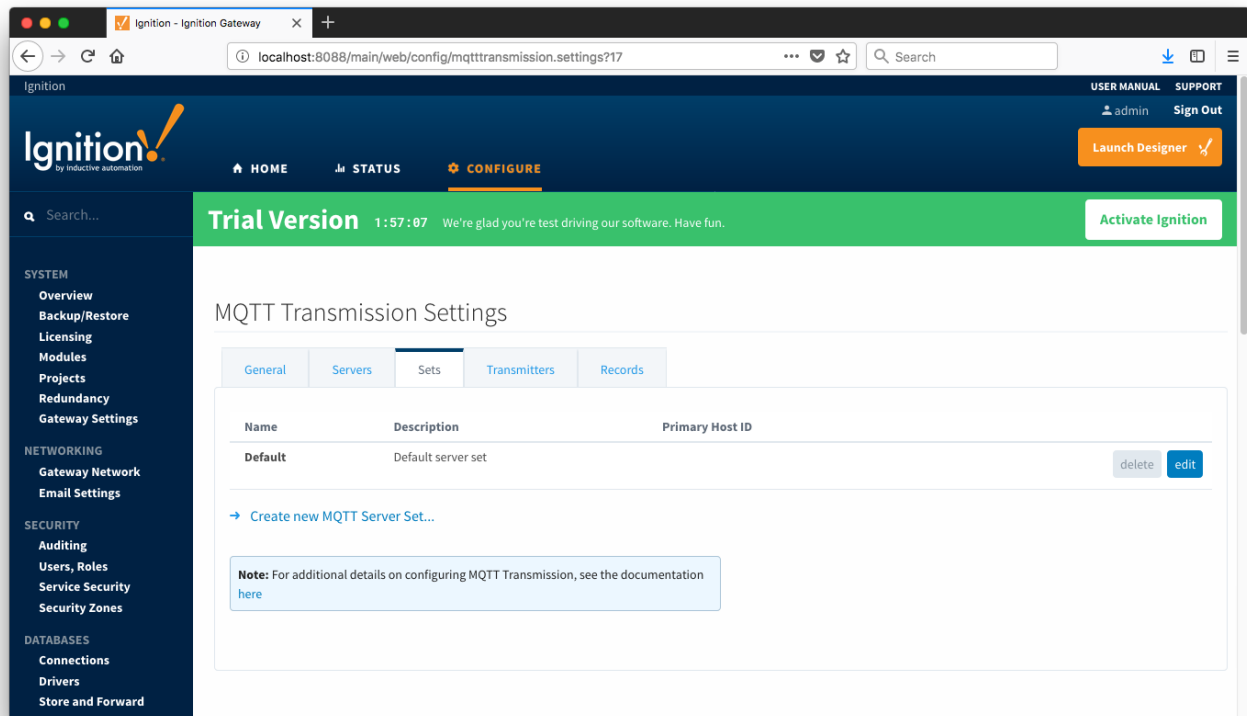 Ignition - Ignition Gateway
localhost:8088/main/web/config/mqtttransmission.settings?17
Search
Ignition
USER MANUAL SUPPORT
admin Sign Out
Ignition!
by inductive automation
HOME STATUS CONFIGURE
Launch Designer
Search...
Trial Version 1:57:07 We're glad you're test driving our software. Have fun.
Activate Ignition
SYSTEM
Overview
Backup/Restore
Licensing
Modules
Projects
Redundancy
Gateway Settings
NETWORKING
Gateway Network
Email Settings
SECURITY
Auditing
Users, Roles
Service Security
Security Zones
DATABASES
Connections
Drivers
Store and Forward
MQTT Transmission Settings
General Servers Sets Transmitters Records
Name Description Primary Host ID
Default Default server set delete edit
Create new MQTT Server Set...
Note: For additional details on configuring MQTT Transmission, see the documentation
here